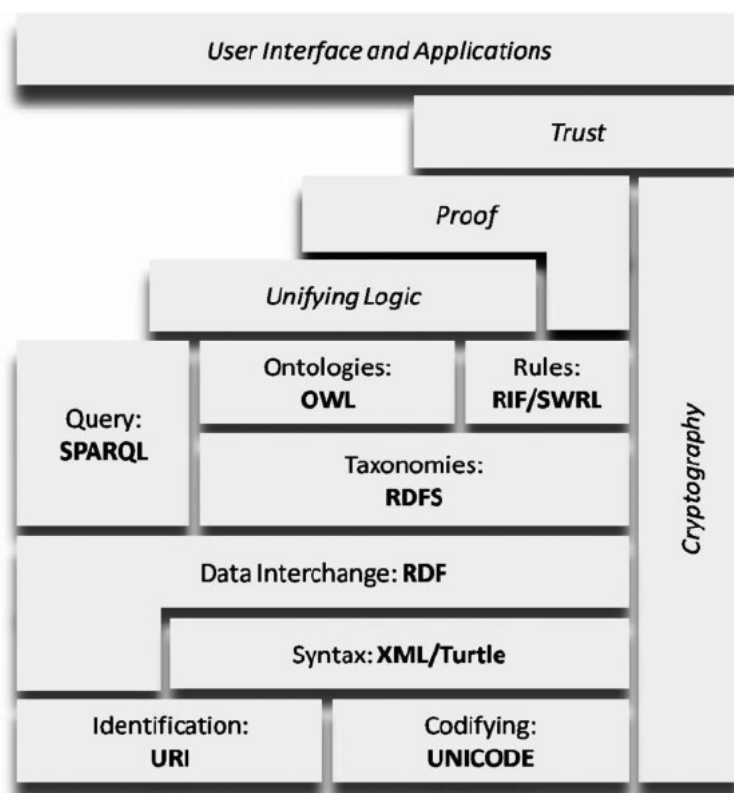 User Interface and Applications
Trust
Proof
Unifying Logic
Ontologies:
OWL
Rules:
RIF/SWRL
Query:
SPARQL
Taxonomies:
RDFS
Cryptography
Data Interchange: RDF
Syntax: XML/Turtle
Identification:
URI
Codifying:
UNICODE